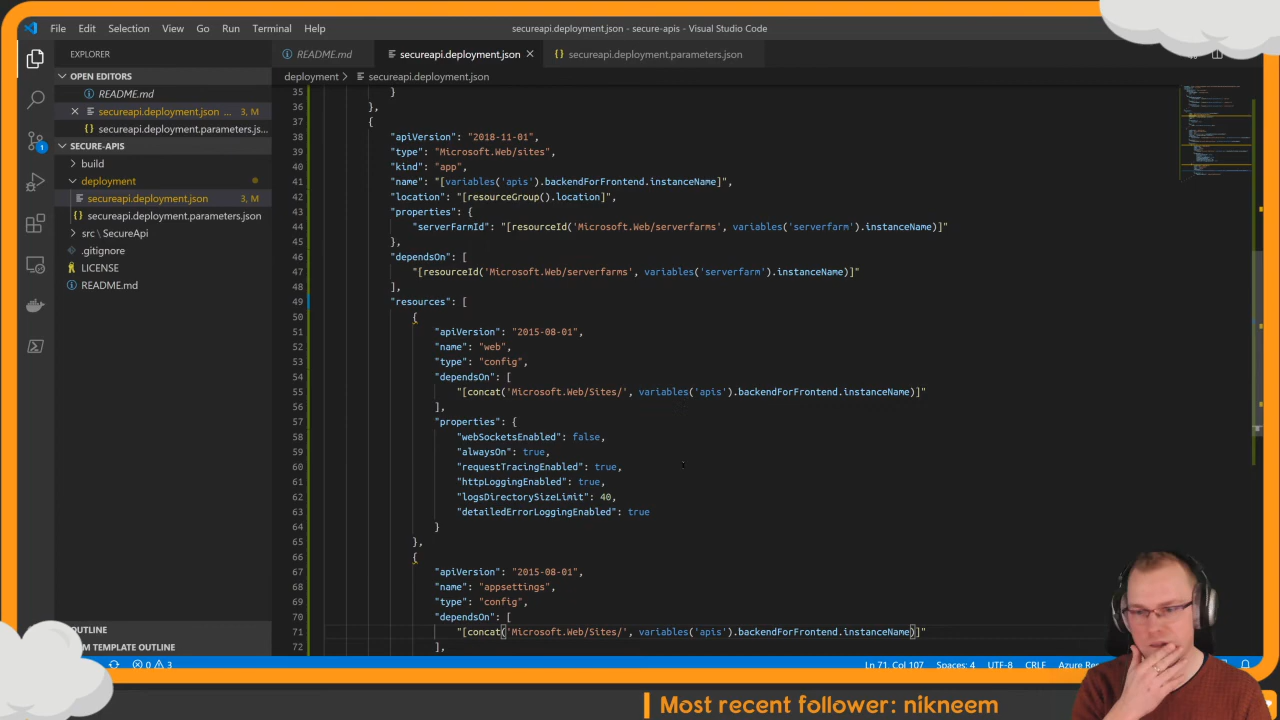 File Edit Selection View Go Run Terminal Help
secureapi.deployment.json - secure-apis - Visual Studio Code
EXPLORER
OPEN EDITORS
README.md
secureapi.deployment.json ... 3, M
secureapi.deployment.parameters.js...
SECURE-APIS
build
deployment
secureapi.deployment.json 3, M
secureapi.deployment.parameters.json
src \ SecureApi
.gitignore
LICENSE
README.md
OUTLINE
TEMPLATE OUTLINE
README.md
secureapi.deployment.json
secureapi.deployment.parameters.json
deployment > secureapi.deployment.json
35 }
36 },
37 {
38 "apiVersion": "2018-11-01",
39 "type": "Microsoft.Web/sites",
40 "kind": "app",
41 "name": "[variables('apis').backendForFrontend.instanceName]",
42 "location": "[resourceGroup().location]",
43 "properties": {
44 "serverFarmId": "[resourceId('Microsoft.Web/serverfarms', variables('serverfarm').instanceName)]"
45 },
46 "dependsOn": [
47 "[resourceId('Microsoft.Web/serverfarms', variables('serverfarm').instanceName)]"
48 ],
49 "resources": [
50 {
51 "apiVersion": "2015-08-01",
52 "name": "web",
53 "type": "config",
54 "dependsOn": [
55 "[concat('Microsoft.Web/Sites/', variables('apis').backendForFrontend.instanceName)]"
56 ],
57 "properties": {
58 "webSocketsEnabled": false,
59 "alwaysOn": true,
60 "requestTracingEnabled": true,
61 "httpLoggingEnabled": true,
62 "logsDirectorySizeLimit": 40,
63 "detailedErrorLoggingEnabled": true
64 }
65 },
66 {
67 "apiVersion": "2015-08-01",
68 "name": "appsettings",
69 "type": "config",
70 "dependsOn": [
71 "[concat('Microsoft.Web/Sites/', variables('apis').backendForFrontend.instanceName)]"
72 ],
0 3 Ln 71, Col 107 Spaces: 4 UTF-8 CRLF Azure
Most recent follower: nikneem